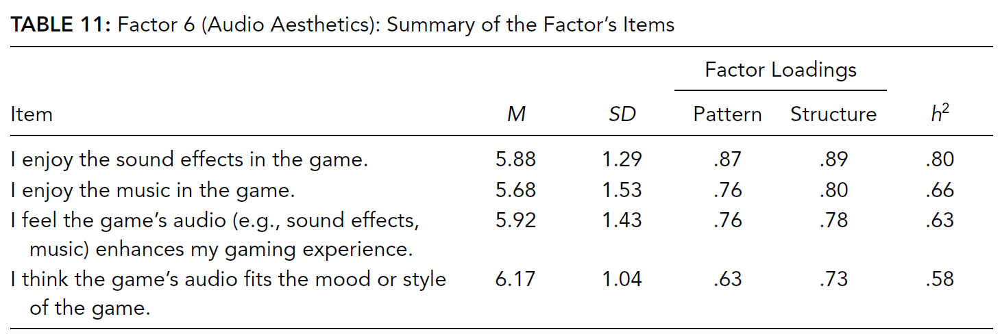 TABLE 11: Factor 6 (Audio Aesthetics): Summary of the Factor’s Items
Factor Loadings
Item M SD Pattern Structure h²
I enjoy the sound effects in the game. 5.88 1.29 .87 .89 .80
I enjoy the music in the game. 5.68 1.53 .76 .80 .66
I feel the game’s audio (e.g., sound effects, 5.92 1.43 .76 .78 .63
music) enhances my gaming experience.
I think the game’s audio fits the mood or style 6.17 1.04 .63 .73 .58
of the game.